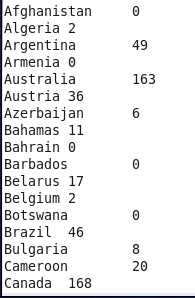 Afghanistan	0
Algeria	2
Argentina	49
Armenia	0
Australia	163
Austria	36
Azerbaijan	6
Bahamas	11
Bahrain	0
Barbados	0
Belarus	17
Belgium	2
Botswana	0
Brazil	46
Bulgaria	8
Cameroon	20
Canada	168